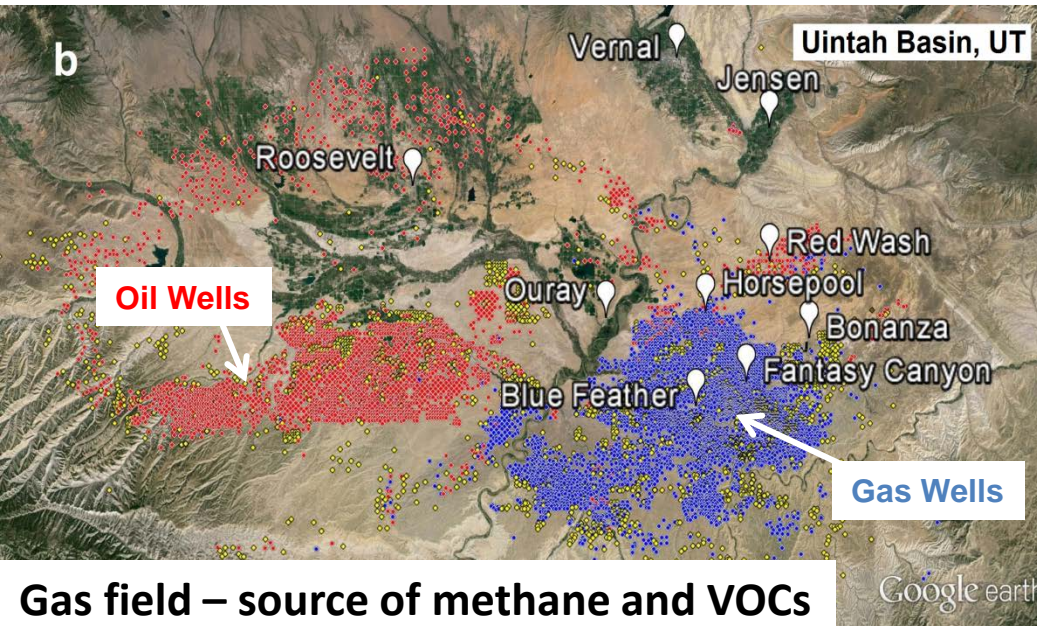 b
Vernal
Uintah Basin, UT
Jensen
Roosevelt
Red Wash
Oil Wells
Ouray
Horsepool
Bonanza
Fantasy Canyon
Blue Feather
Gas Wells
Gas field – source of methane and VOCs
Google earth